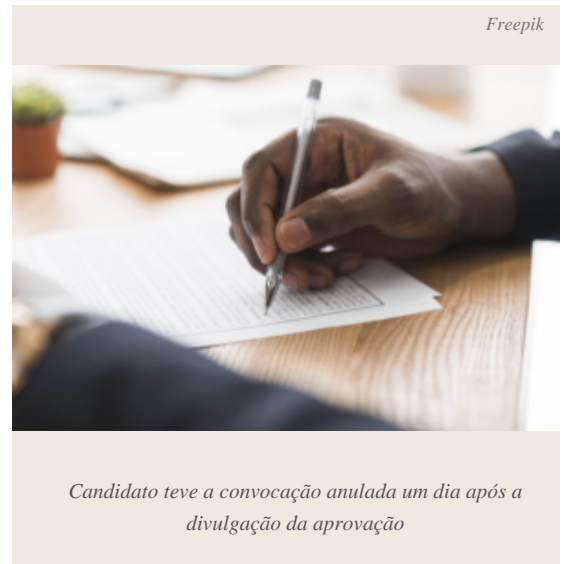 Freepik
Candidato teve a convocação anulada um dia após a
divulgação da aprovação